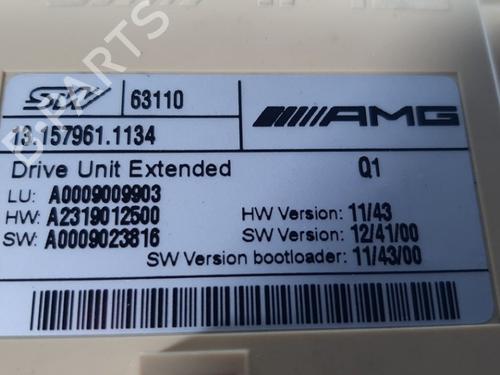 STW 63110
AMG
13.157961.1134
Drive Unit Extended Q1
LU: A0009009903
HW: A2319012500 HW Version: 11/43
SW: A0009023816 SW Version: 12/41/00
SW Version bootloader: 11/43/00
B-PARTS